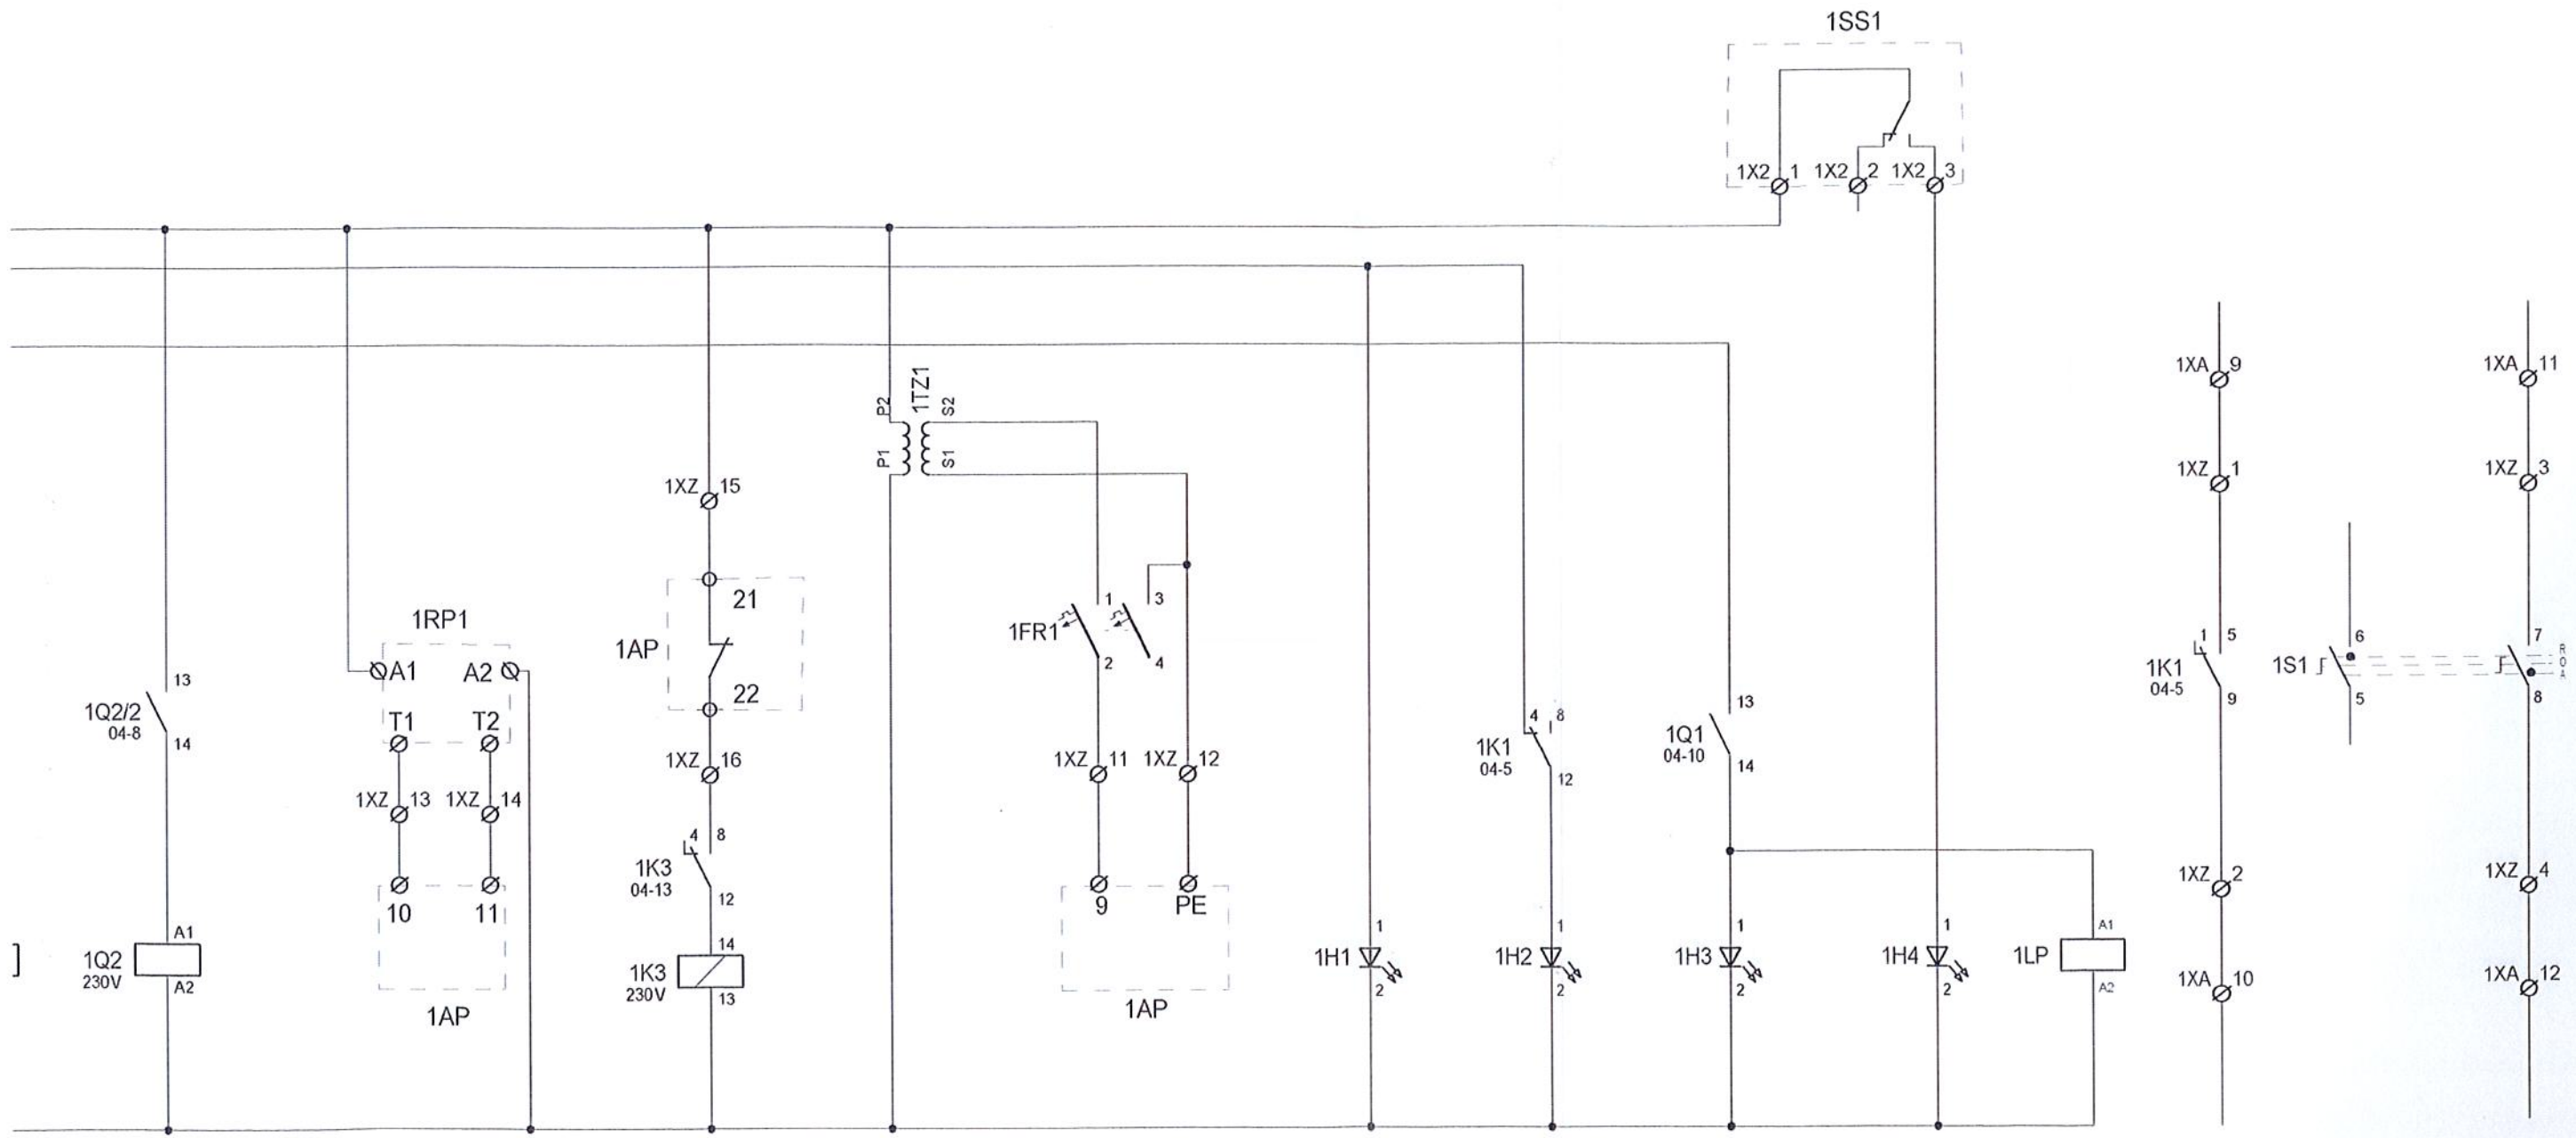 1SS1
1X2 1 1X2 2 1X2 3
P2
P1
1TZ1
S2
S1
1XA 9
1XA 11
1XZ 15
1XZ 1
1XZ 3
21
1AP
22
1XZ 16
1RP1
A1 A2
T1 T2
1XZ 13 1XZ 14
10 11
1AP
13
1Q2/2
04-8
14
A1
1Q2
230V
A2
4 8
1K3
04-13
12
14
1K3
230V
13
1FR1
1 3
2 4
1XZ 11 1XZ 12
9 PE
1AP
4 8
1K1
04-5
12
13
1Q1
04-10
14
1
1H1
2
1
1H2
2
1
1H3
2
1
1H4
2
A1
1LP
A2
1 5
1K1
04-5
9
6
1S1
5
7
8
R
O
A
1XZ 2
1XZ 4
1XA 10
1XA 12